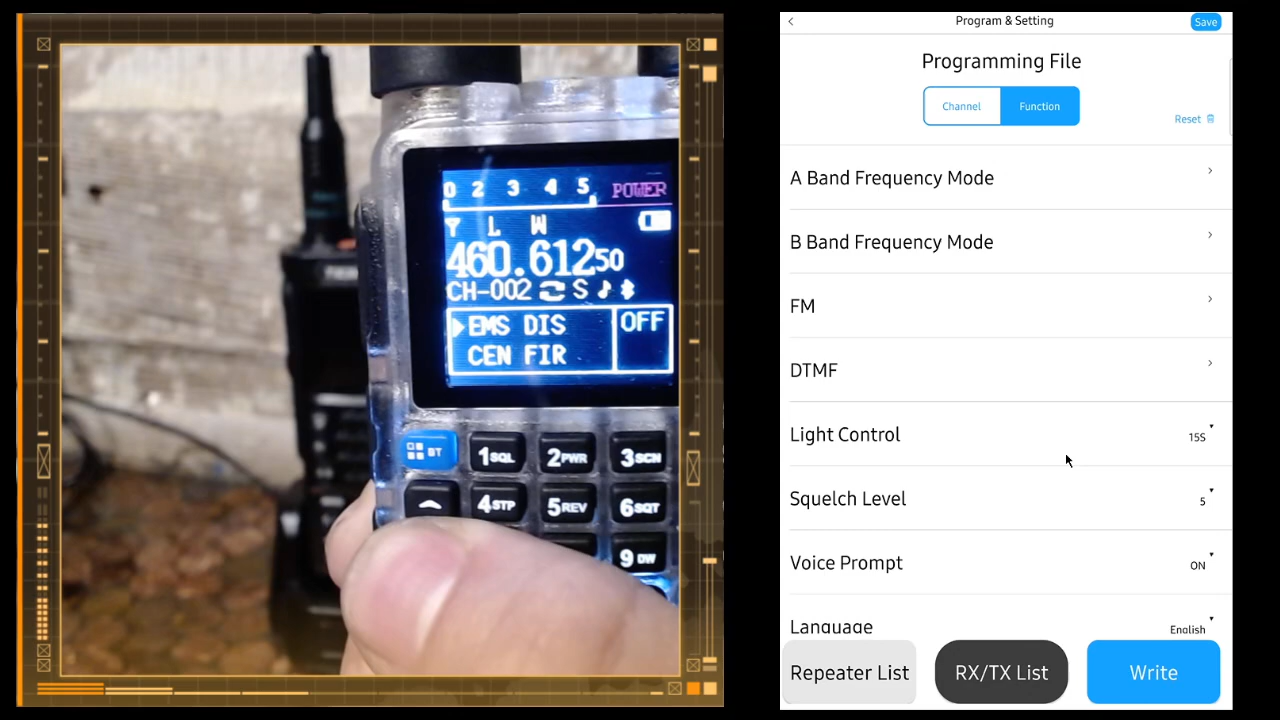 0 2 3 4 5 POWER
Y L W
460.61250
CH-002 S
EMS DIS OFF
CEN FIR
BT 1SQL 2PWR 3SCN
4STP 5REV 6SQT
9DW
Program & Setting
Save
Programming File
Channel
Function
Reset
A Band Frequency Mode
B Band Frequency Mode
FM
DTMF
Light Control
15S
Squelch Level
5
Voice Prompt
ON
Language
English
Repeater List
RX/TX List
Write